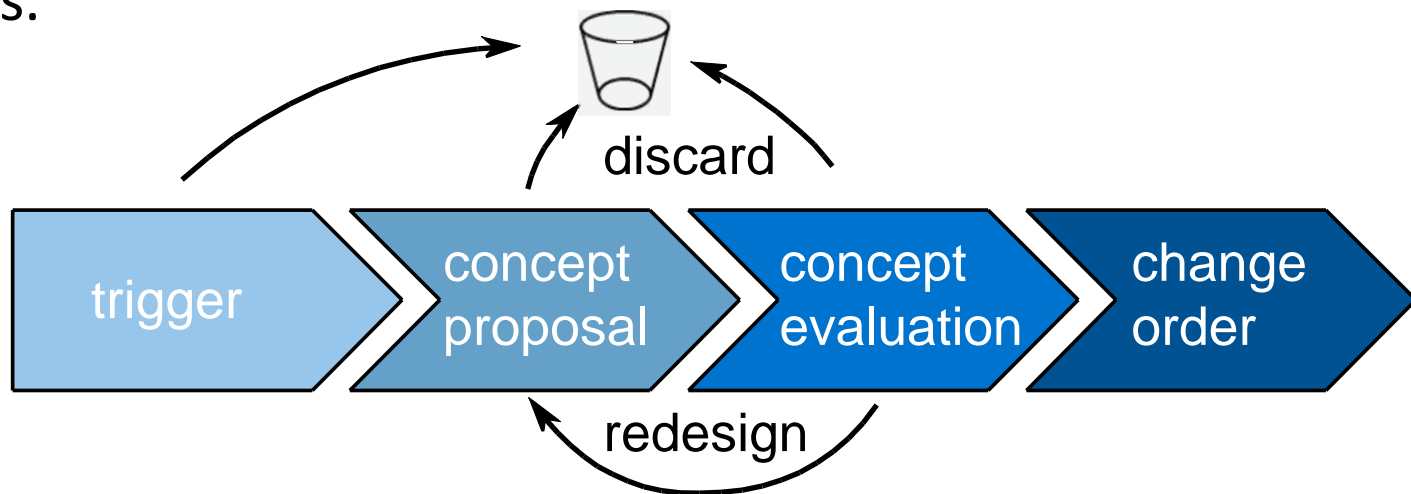 s.
discard
trigger
concept
proposal
concept
evaluation
change
order
redesign